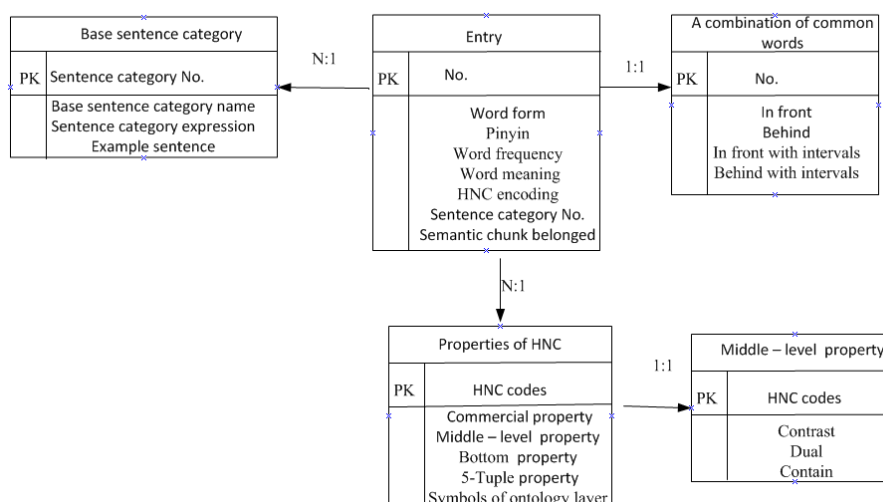 Base sentence category
PK
Sentence category No.
Base sentence category name
Sentence category expression
Example sentence
N:1
Entry
PK
No.
Word form
Pinyin
Word frequency
Word meaning
HNC encoding
Sentence category No.
Semantic chunk belonged
1:1
A combination of common
words
PK
No.
In front
Behind
In front with intervals
Behind with intervals
N:1
Properties of HNC
PK
HNC codes
Commercial property
Middle – level property
Bottom property
5-Tuple property
Symbols of ontology layer
1:1
Middle – level property
PK
HNC codes
Contrast
Dual
Contain